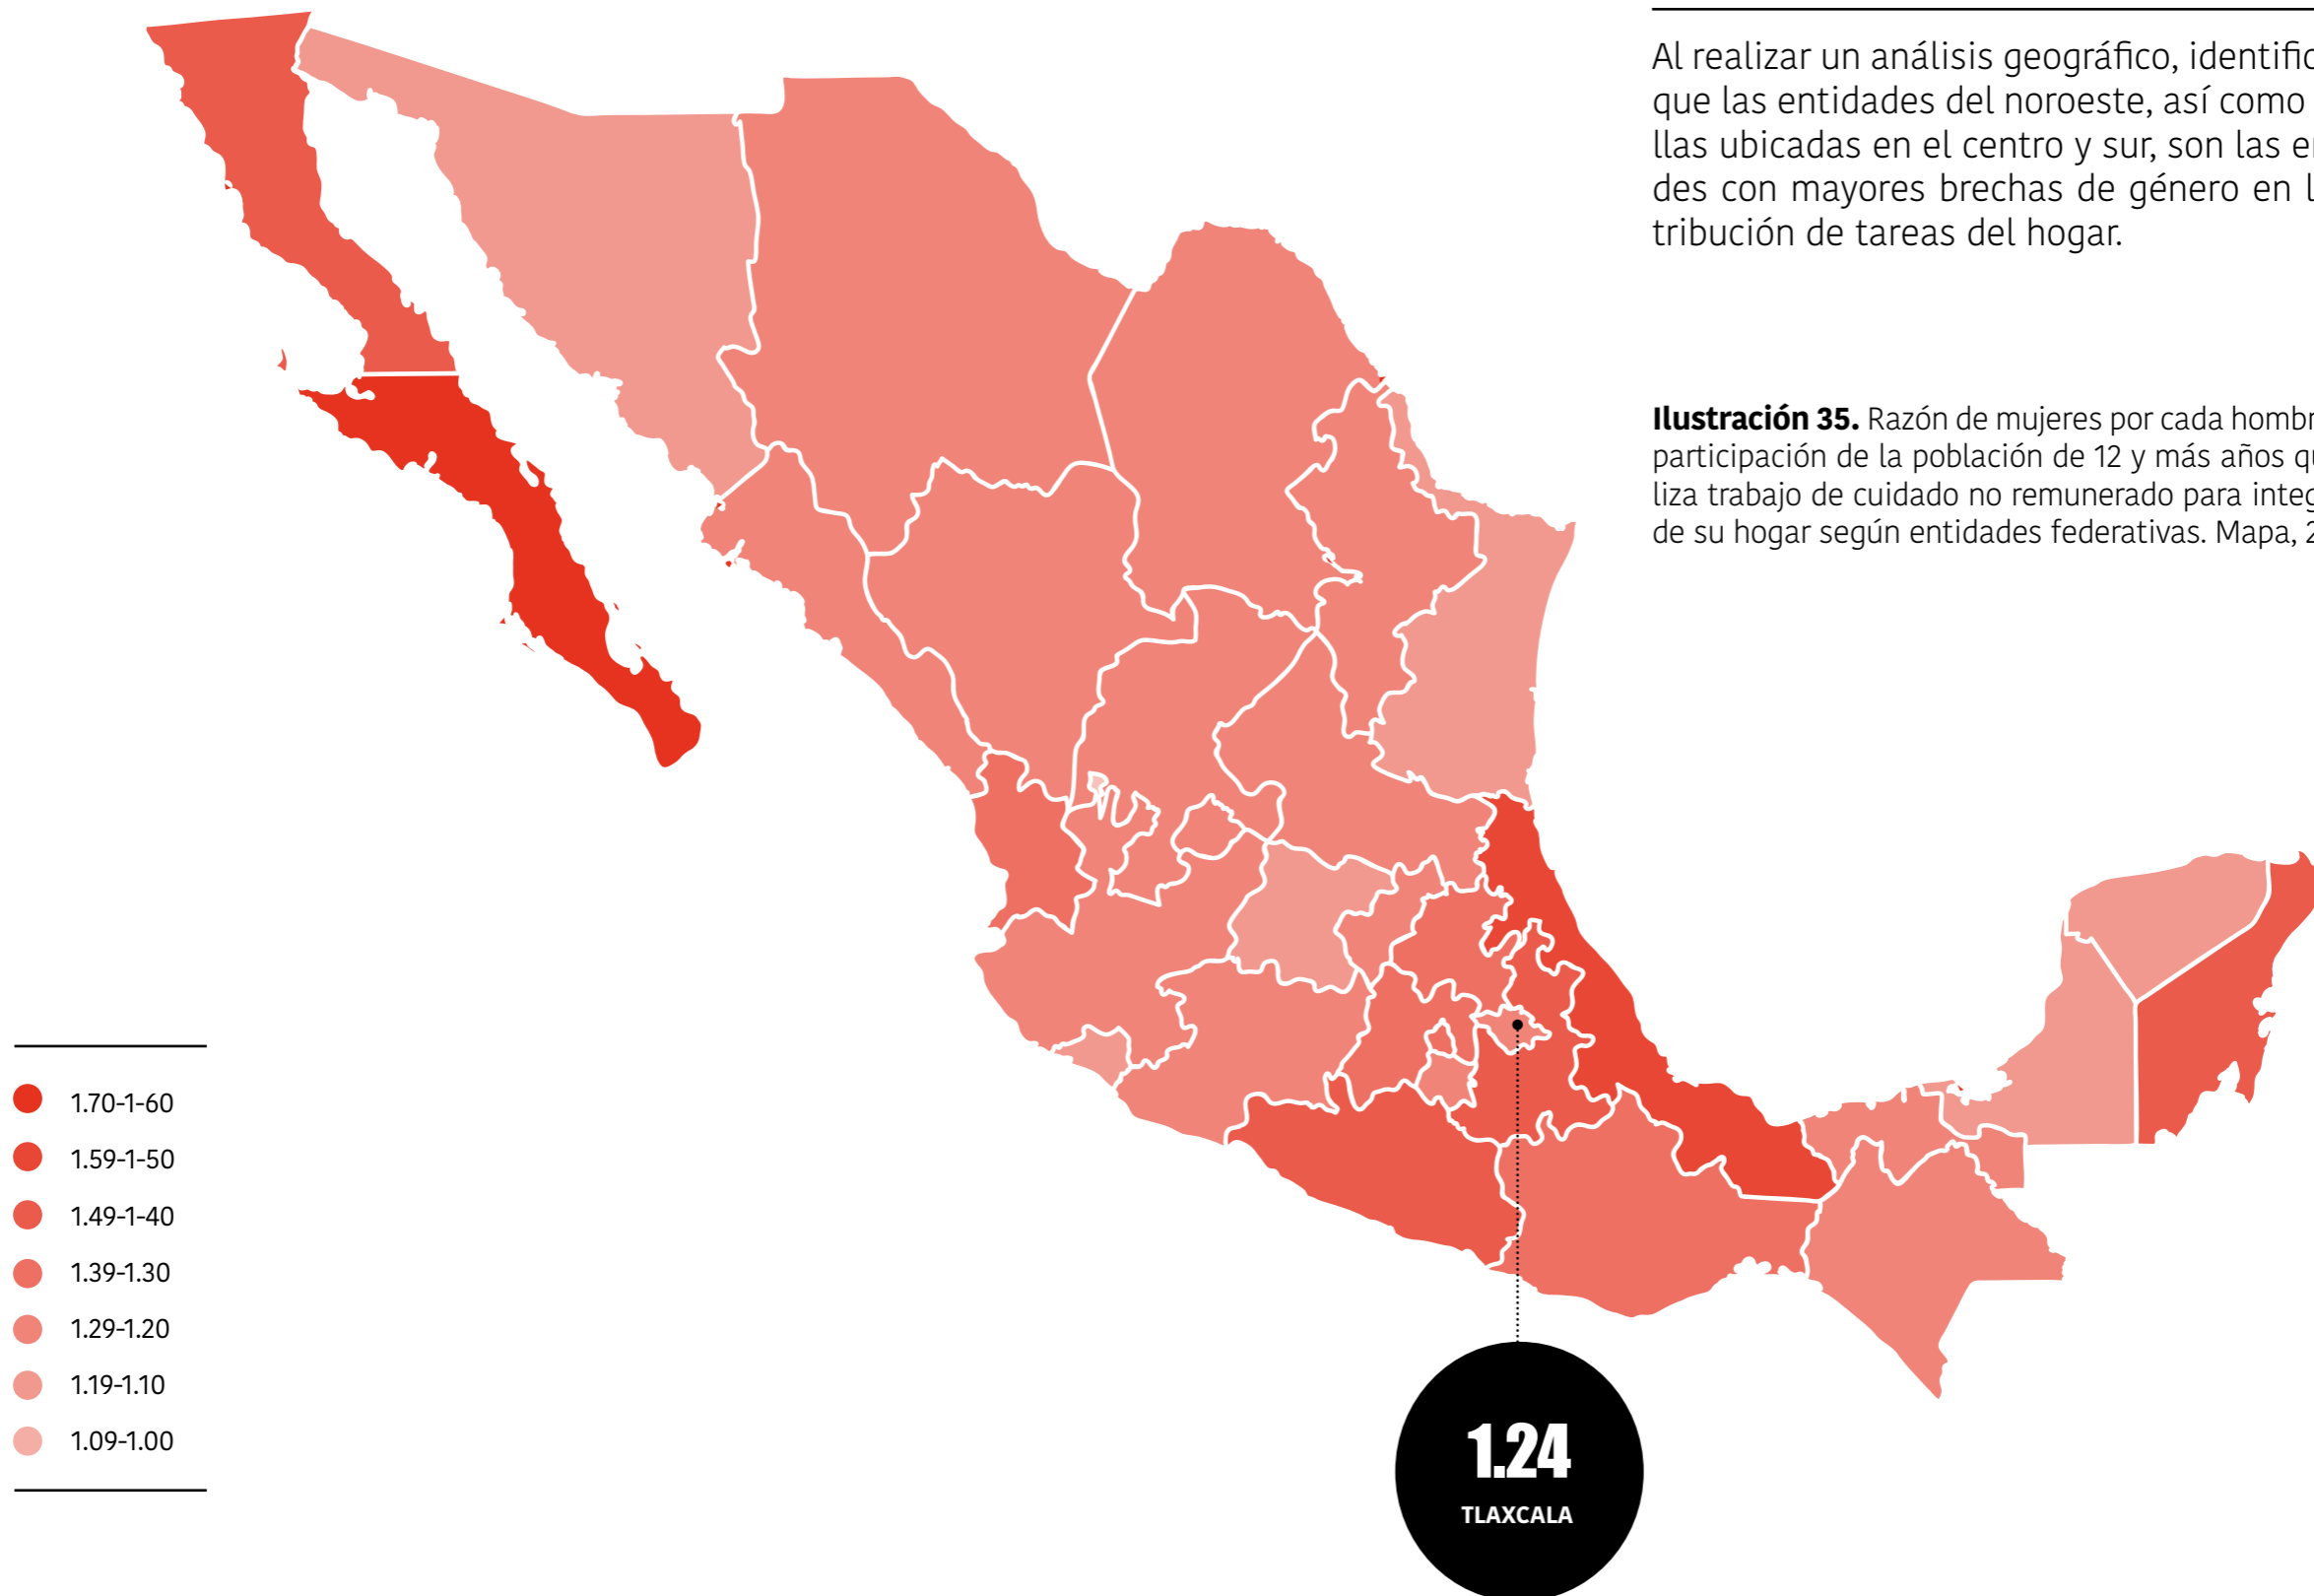 Al realizar un análisis geográfico,
que las entidades del noroeste, así como
llas ubicadas en el centro y sur, son las
des con mayores brechas de género en
tribución de tareas del hogar.
Ilustración 35. Razón de mujeres por cada
participación de la población de 12 y más años
liza trabajo de cuidado no remunerado para
de su hogar según entidades federativas. Mapa,
1.70-1-60
1.59-1-50
1.49-1-40
1.39-1.30
1.29-1.20
1.19-1.10
1.09-1.00
1.24
TLAXCALA